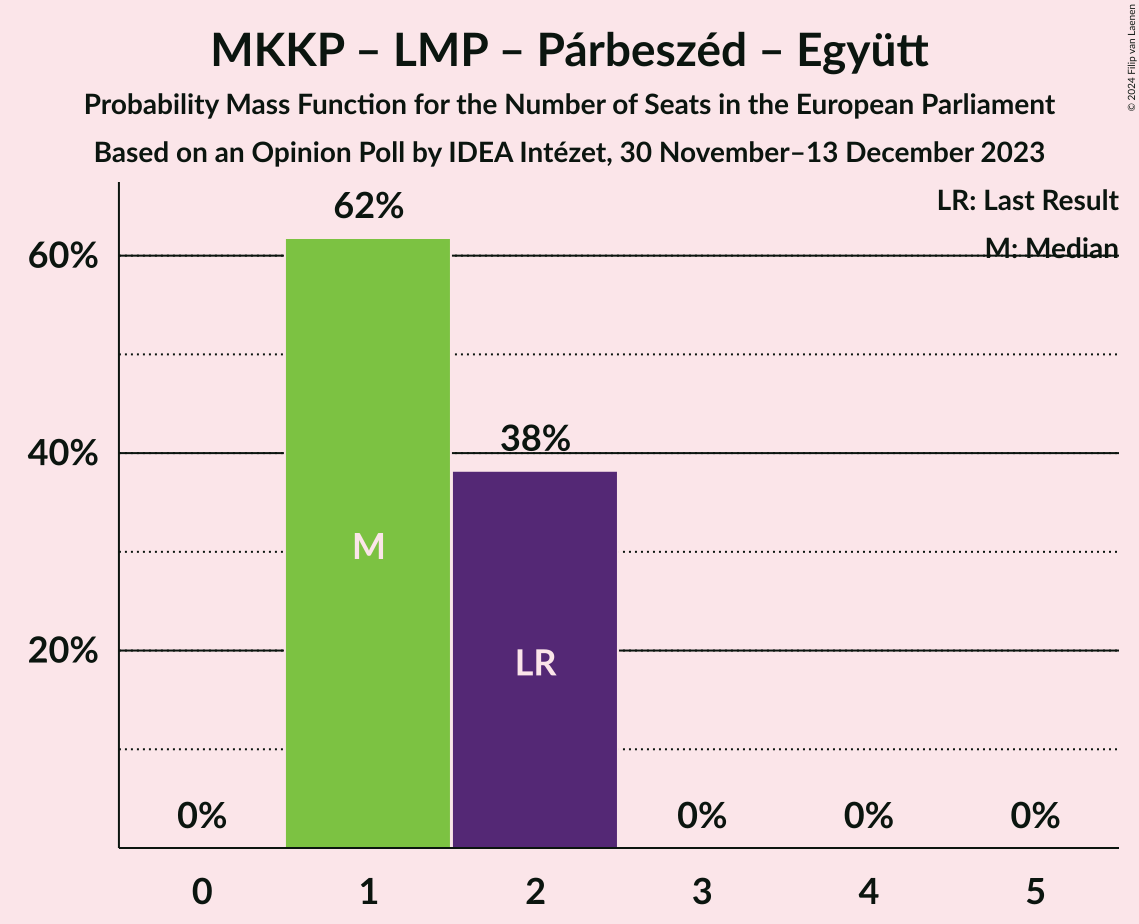 MKKP – LMP – Párbeszéd – Együtt
Probability Mass Function for the Number of Seats in the European Parliament
Based on an Opinion Poll by IDEA Intézet, 30 November–13 December 2023
© 2024 Filip van Laenen
LR: Last Result
M: Median
62%
60%
38%
40%
M
20%
LR
0%
0%
0%
0%
0 1 2 3 4 5